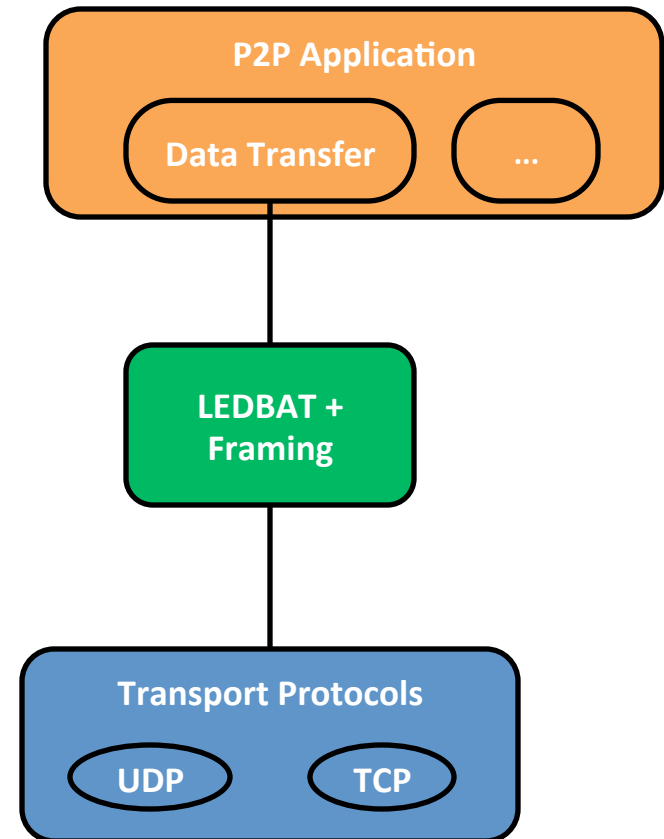 P2P Application
Data Transfer
...
LEDBAT +
Framing
Transport Protocols
UDP
TCP